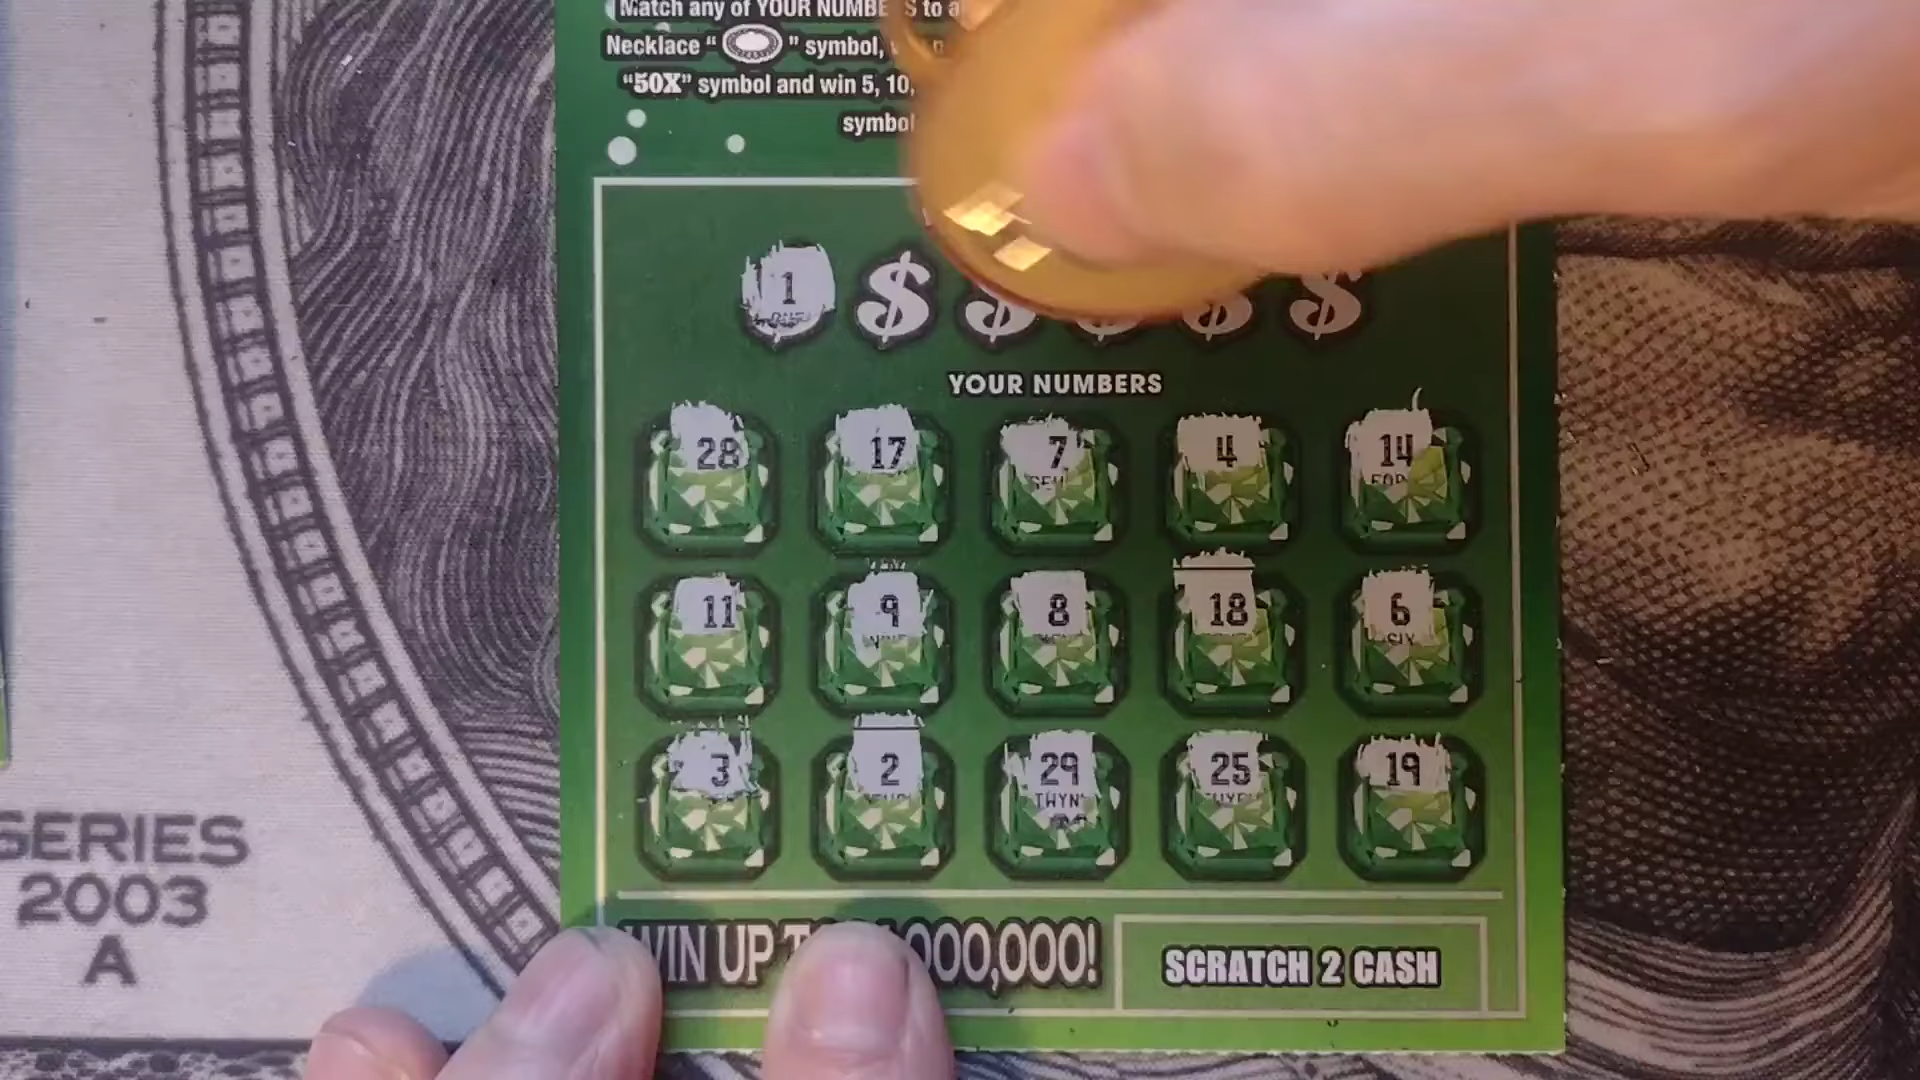 Match any of YOUR NUMBE S to a
Necklace “ ” symbol,
“50X” symbol and win 5, 10,
symbol
1 $ $ $ $ $
YOUR NUMBERS
28 17 7 4 14
11 9 8 18 6
SIX
3 2 29 25 19
WIN UP 000,000!
SCRATCH 2 CASH
SERIES
2003
A